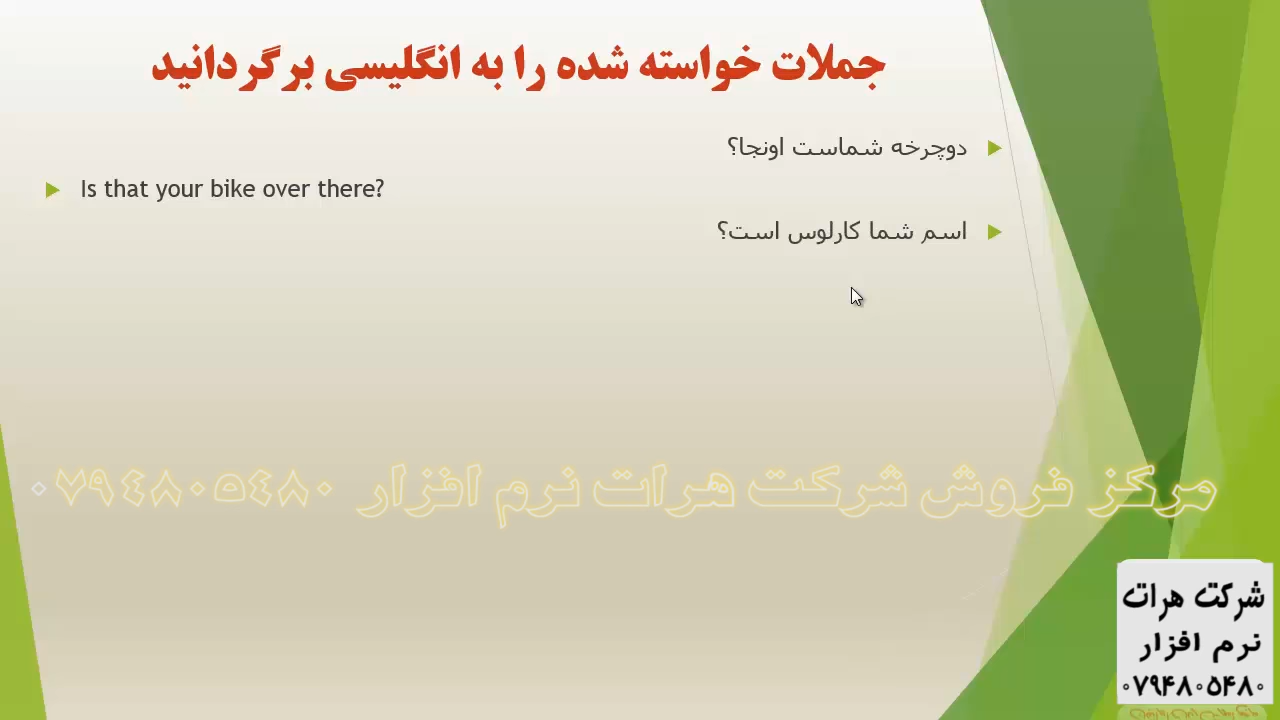 جملات خواسته شده را به انگلیسی برگردانید
دوچرخه شماست اونجا؟
Is that your bike over there?
اسم شما کارلوس است؟
مرکز فروش شرکت هرات نرم افزار ۰۷۹۴۸۰۵۴۸۰
شرکت هرات
نرم افزار
۰۷۹۴۸۰۵۴۸۰